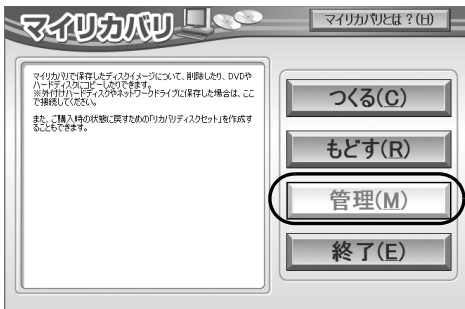 マイリカバリ
マイリカバリとは？(H)
マイリカバリで保存したディスクイメージについて、削除したり、DVDや
ハードディスクにコピーしたりできます。
※外付けハードディスクやネットワークドライブに保存した場合は、ここ
で接続してください。
また、ご購入時の状態に戻すための「リカバリディスクセット」を作成す
ることもできます。
つくる(C)
もどす(R)
管理(M)
終了(E)